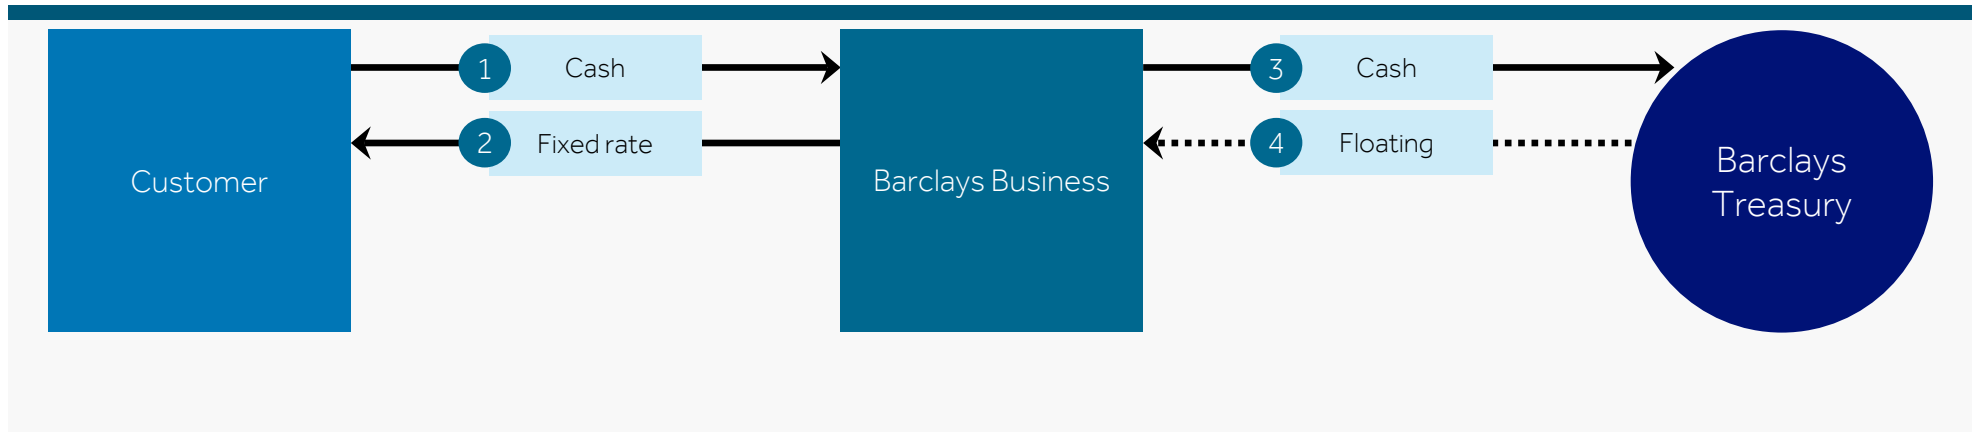 Customer
1
Cash
2
Fixed rate
Barclays Business
3
Cash
4
Floating
Barclays
Treasury